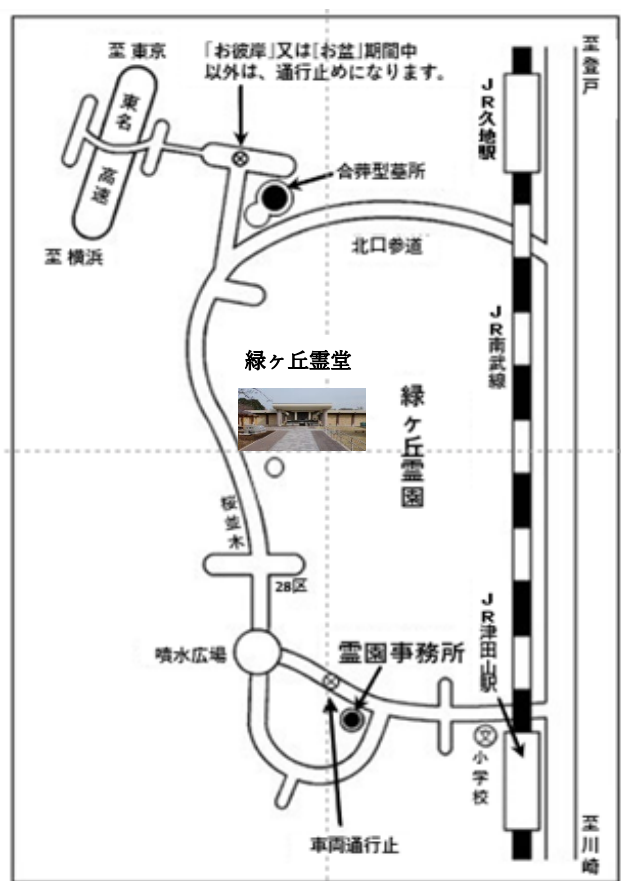 至 東京
「お彼岸」又は[お盆]期間中
以外は、通行止めになります。
至登戸
JR久地駅
東名
高速
合葬型墓所
至 横浜
北口参道
JR南武線
緑ヶ丘霊堂
緑ヶ丘霊園
桜並木
28区
JR津田山駅
噴水広場
霊園事務所
文
小学校
車両通行止
至川崎